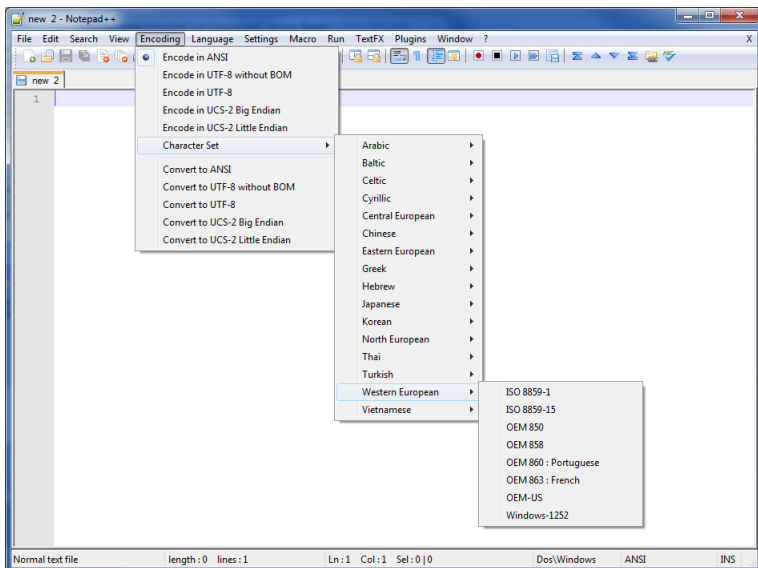 new 2 - Notepad++
File Edit Search View Encoding Language Settings Macro Run TextFX Plugins Window ? X
new 2
1
Encode in ANSI
Encode in UTF-8 without BOM
Encode in UTF-8
Encode in UCS-2 Big Endian
Encode in UCS-2 Little Endian
Character Set
Convert to ANSI
Convert to UTF-8 without BOM
Convert to UTF-8
Convert to UCS-2 Big Endian
Convert to UCS-2 Little Endian
Arabic
Baltic
Celtic
Cyrillic
Central European
Chinese
Eastern European
Greek
Hebrew
Japanese
Korean
North European
Thai
Turkish
Western European
Vietnamese
ISO 8859-1
ISO 8859-15
OEM 850
OEM 858
OEM 860 : Portuguese
OEM 863 : French
OEM-US
Windows-1252
Normal text file length : 0 lines : 1 Ln : 1 Col : 1 Sel : 0 | 0 Dos\Windows ANSI INS